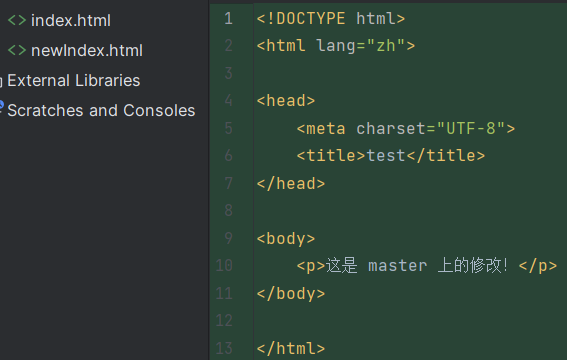 <> index.html
<> newIndex.html
External Libraries
Scratches and Consoles
1 <!DOCTYPE html>
2 <html lang="zh">
3
4 <head>
5     <meta charset="UTF-8">
6     <title>test</title>
7 </head>
8
9 <body>
10     <p>这是 master 上的修改! </p>
11 </body>
12
13 </html>